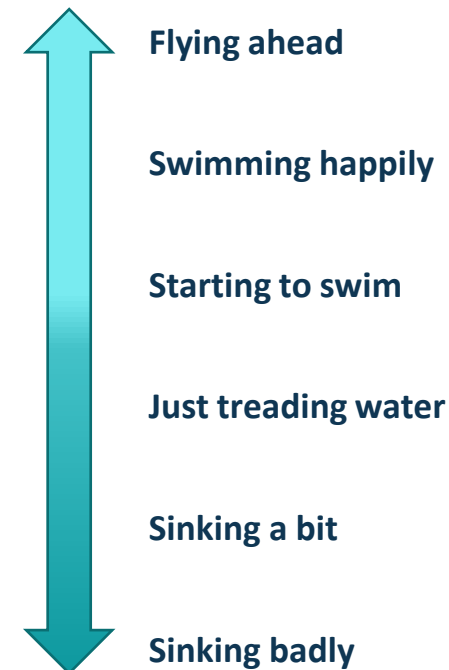 Flying ahead
Swimming happily
Starting to swim
Just treading water
Sinking a bit
Sinking badly